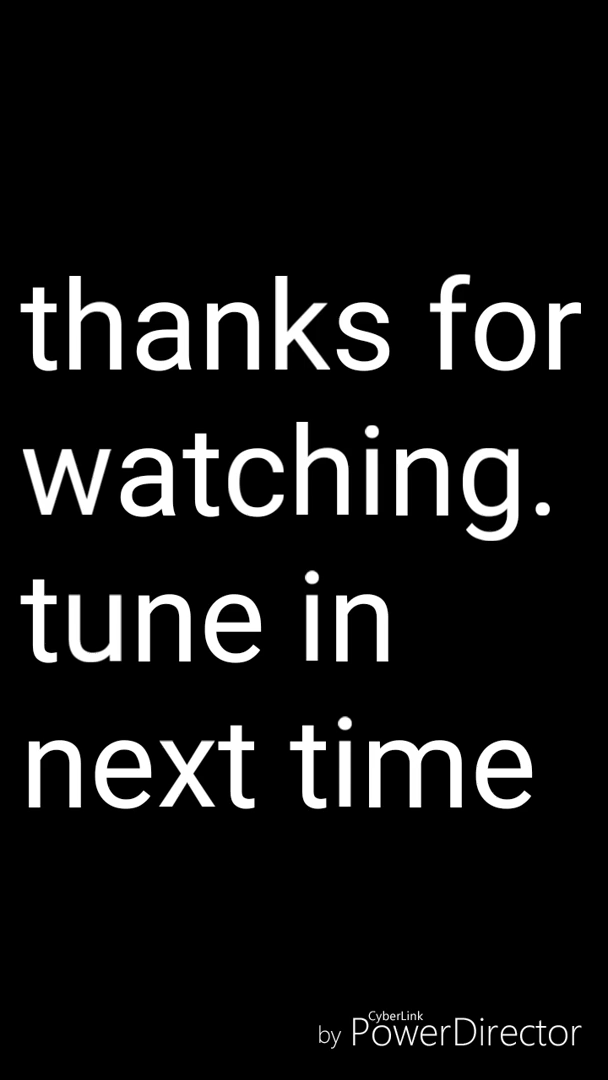 thanks for
watching.
tune in
next time
CyberLink
by PowerDirector